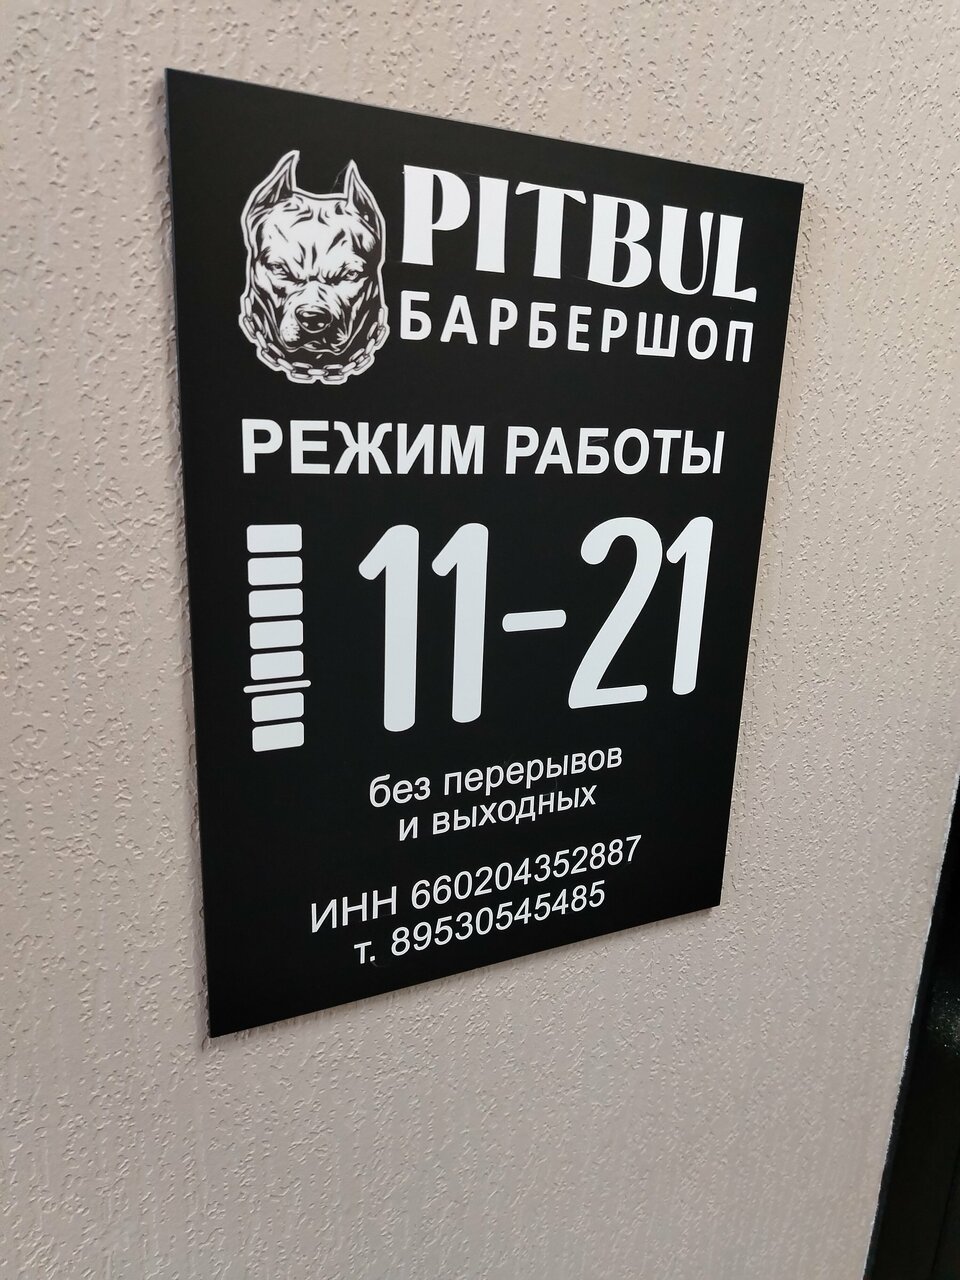 PITBUL
БАРБЕРШОП
РЕЖИМ РАБОТЫ
11-21
без перерывов
и выходных
ИНН 660204352887
т. 89530545485